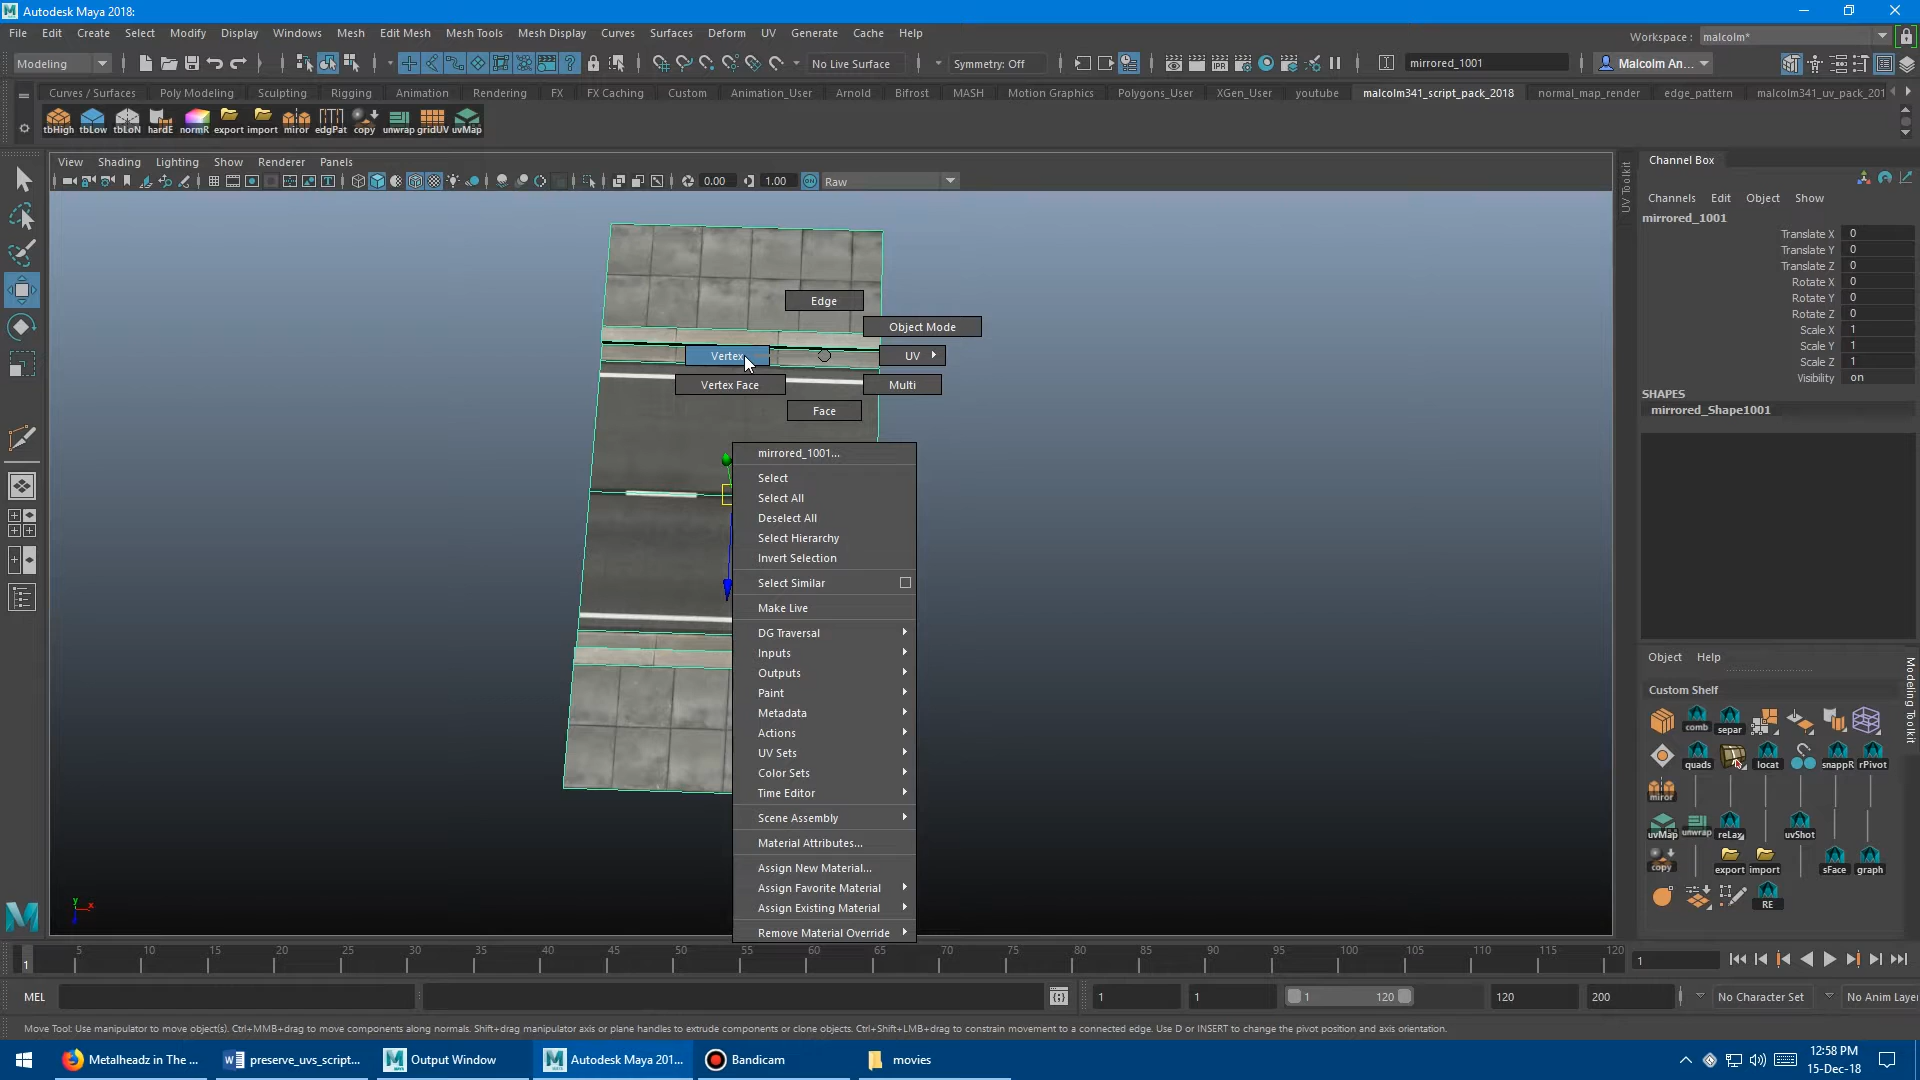 Autodesk Maya 2018:
File Edit Create Select Modify Display Windows Mesh Edit Mesh Mesh Tools Mesh Display Curves Surfaces Deform UV Generate Cache Help
Workspace : malcolm*
Modeling No Live Surface Symmetry: Off mirrored_1001 Malcolm An...
Curves / Surfaces Poly Modeling Sculpting Rigging Animation Rendering FX FX Caching Custom Animation_User Arnold Bifrost MASH Motion Graphics Polygons_User XGen_User youtube malcolm341_script_pack_2018 normal_map_render edge_pattern malcolm341_uv_pack_201
tbHigh tbLow tbLoN hardE normR export import miror edgPat copy unwrap gridUV uvMap
View Shading Lighting Show Renderer Panels
0.00 1.00 Raw
UV Toolkit
Edge
Object Mode
Vertex UV
Vertex Face Multi
Face
mirrored_1001...
Select
Select All
Deselect All
Select Hierarchy
Invert Selection
Select Similar
Make Live
DG Traversal
Inputs
Outputs
Paint
Metadata
Actions
UV Sets
Color Sets
Time Editor
Scene Assembly
Material Attributes...
Assign New Material...
Assign Favorite Material
Assign Existing Material
Remove Material Override
y x
Channel Box
Channels Edit Object Show
mirrored_1001
Translate X 0
Translate Y 0
Translate Z 0
Rotate X 0
Rotate Y 0
Rotate Z 0
Scale X 1
Scale Y 1
Scale Z 1
Visibility on
SHAPES
mirrored_Shape1001
Object Help
Modeling Toolkit
Custom Shelf
comb separ
quads locat snappR rPivot
miror
uvMap unwrap reLax uvShot
copy export import sFace graph
RE
1 5 10 15 20 25 30 35 40 45 50 55 60 65 70 75 80 85 90 95 100 105 110 115 120
1
MEL 1 1 1 120 120 200 No Character Set No Anim Layer
Move Tool: Use manipulator to move object(s). Ctrl+MMB+drag to move components along normals. Shift+drag manipulator axis or plane handles to extrude components or clone objects. Ctrl+Shift+LMB+drag to constrain movement to a connected edge. Use D or INSERT to change the pivot position and axis orientation.
Metalheadz in The ... preserve_uvs_script... Output Window Autodesk Maya 201... Bandicam movies
12:58 PM
15-Dec-18